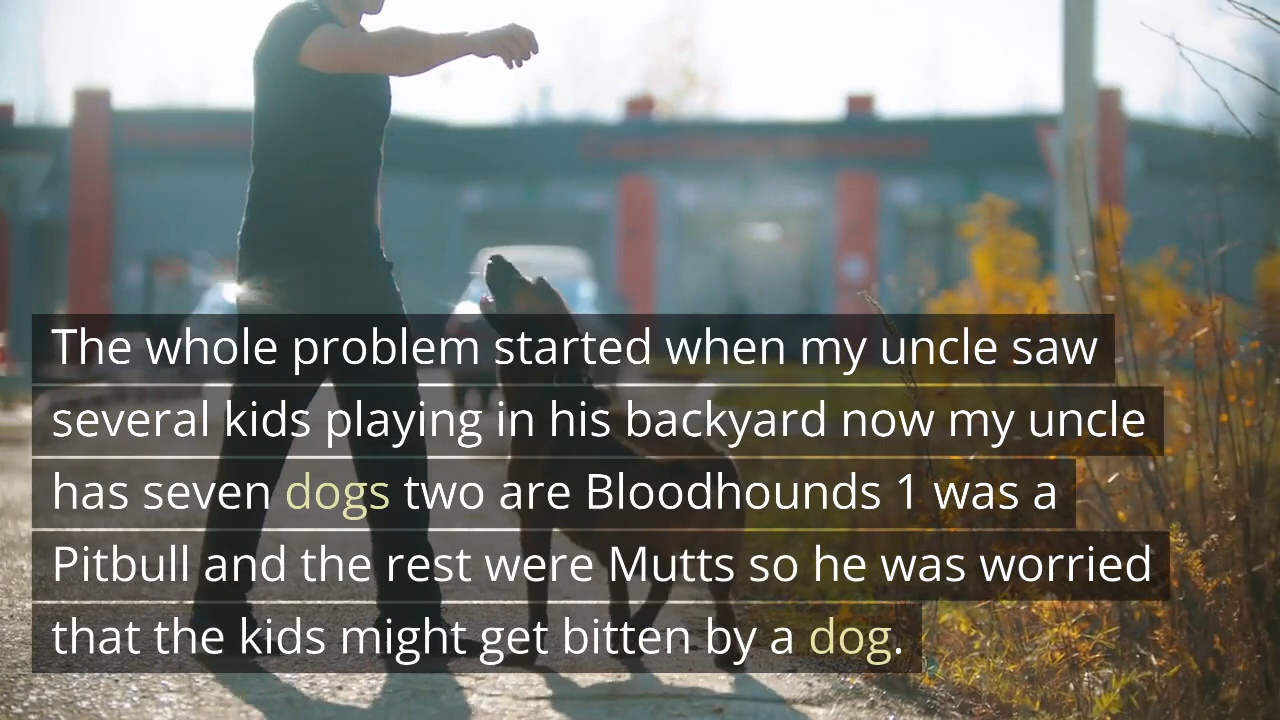 The whole problem started when my uncle saw
several kids playing in his backyard now my uncle
has seven dogs two are Bloodhounds 1 was a
Pitbull and the rest were Mutts so he was worried
that the kids might get bitten by a dog.